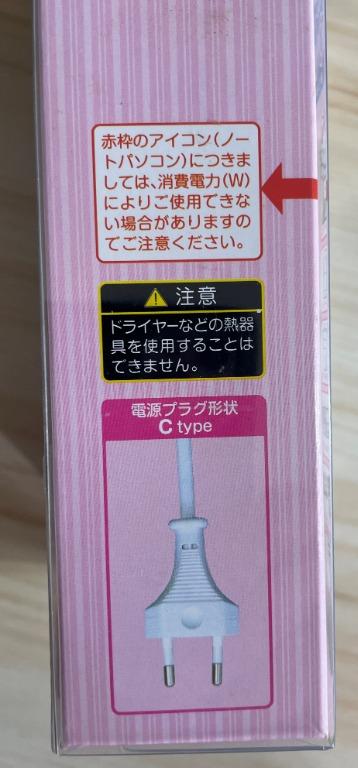 赤枠のアイコン(ノー
トパソコン)につきま
しては、消費電力(W)
によりご使用できな
い場合がありますの
でご注意ください。
注意
ドライヤーなどの熱器
具を使用することは
できません。
電源プラグ形状
C type